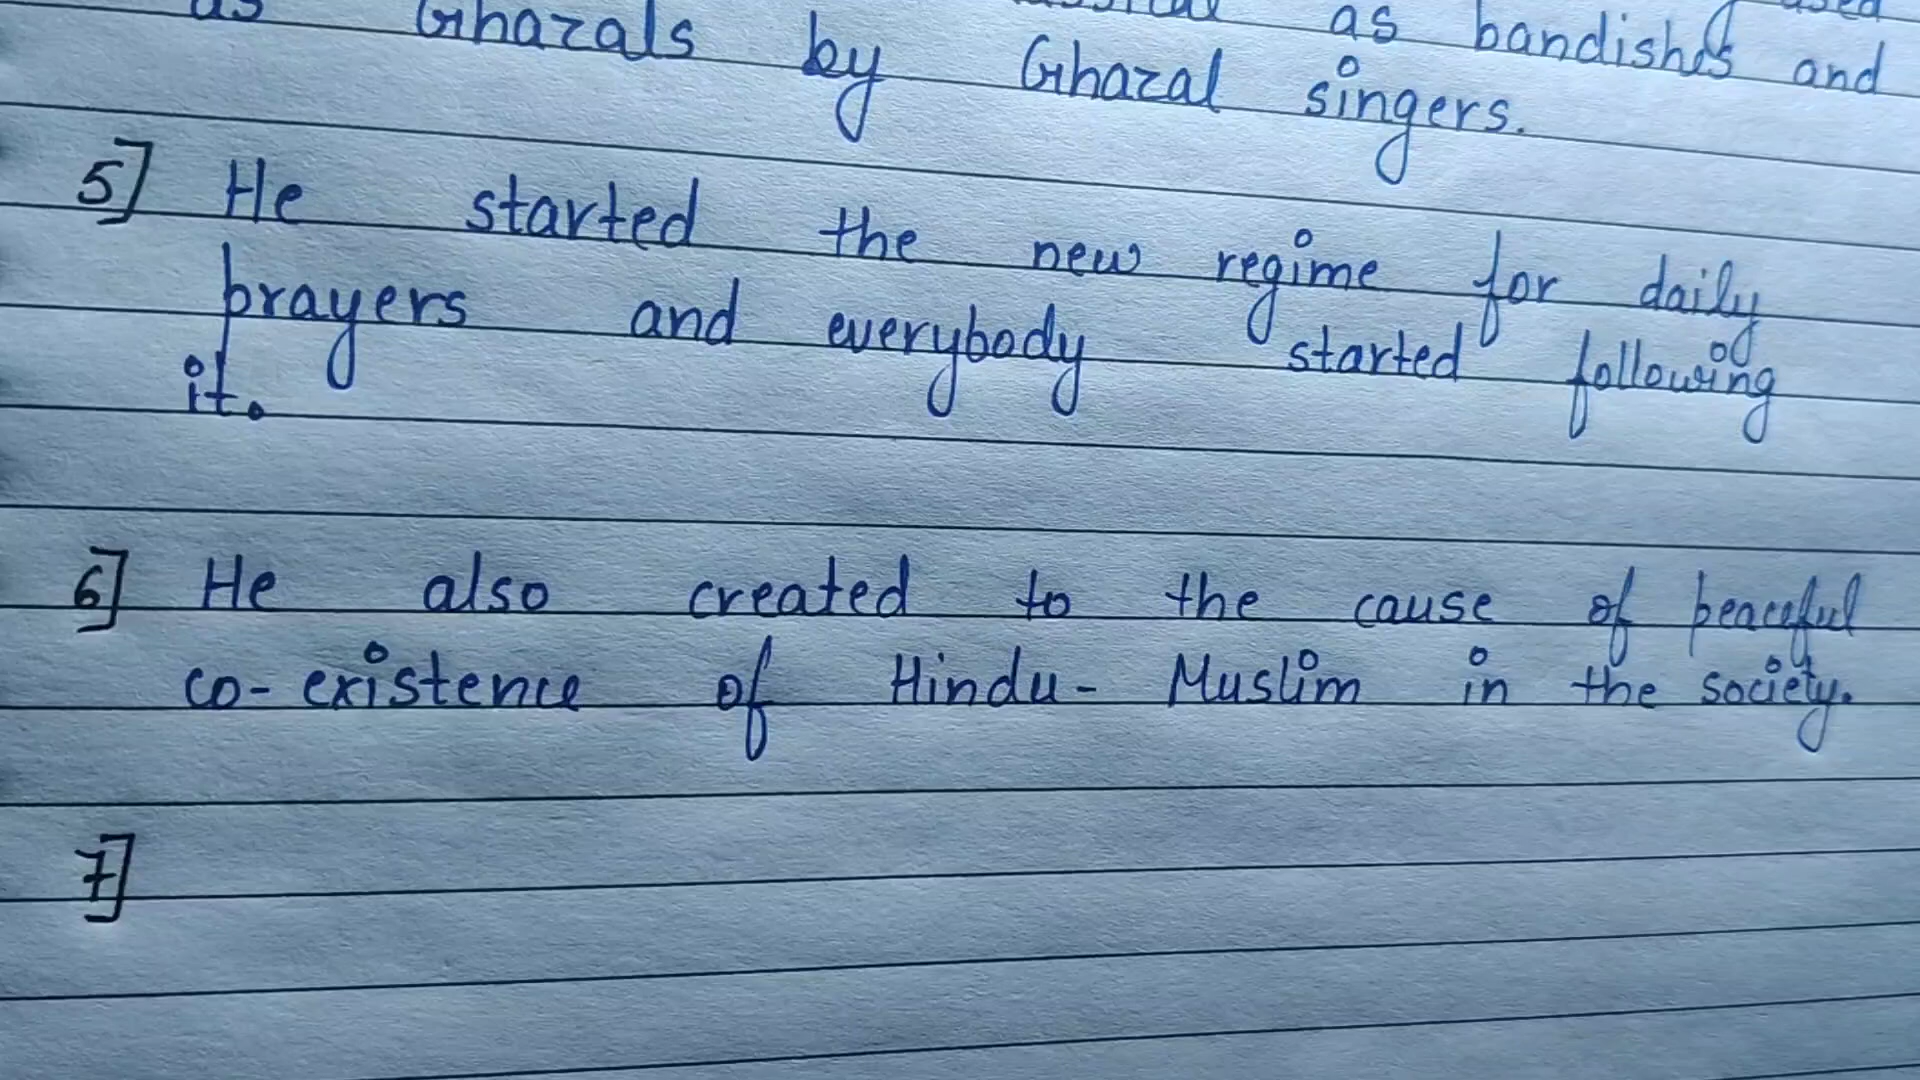 as bandishes and
as Ghazals by Ghazal singers.
5] He started the new regime for daily
prayers and everybody started following
it.
6] He also created to the cause of peaceful
co-existence of Hindu- Muslim in the society.
7]